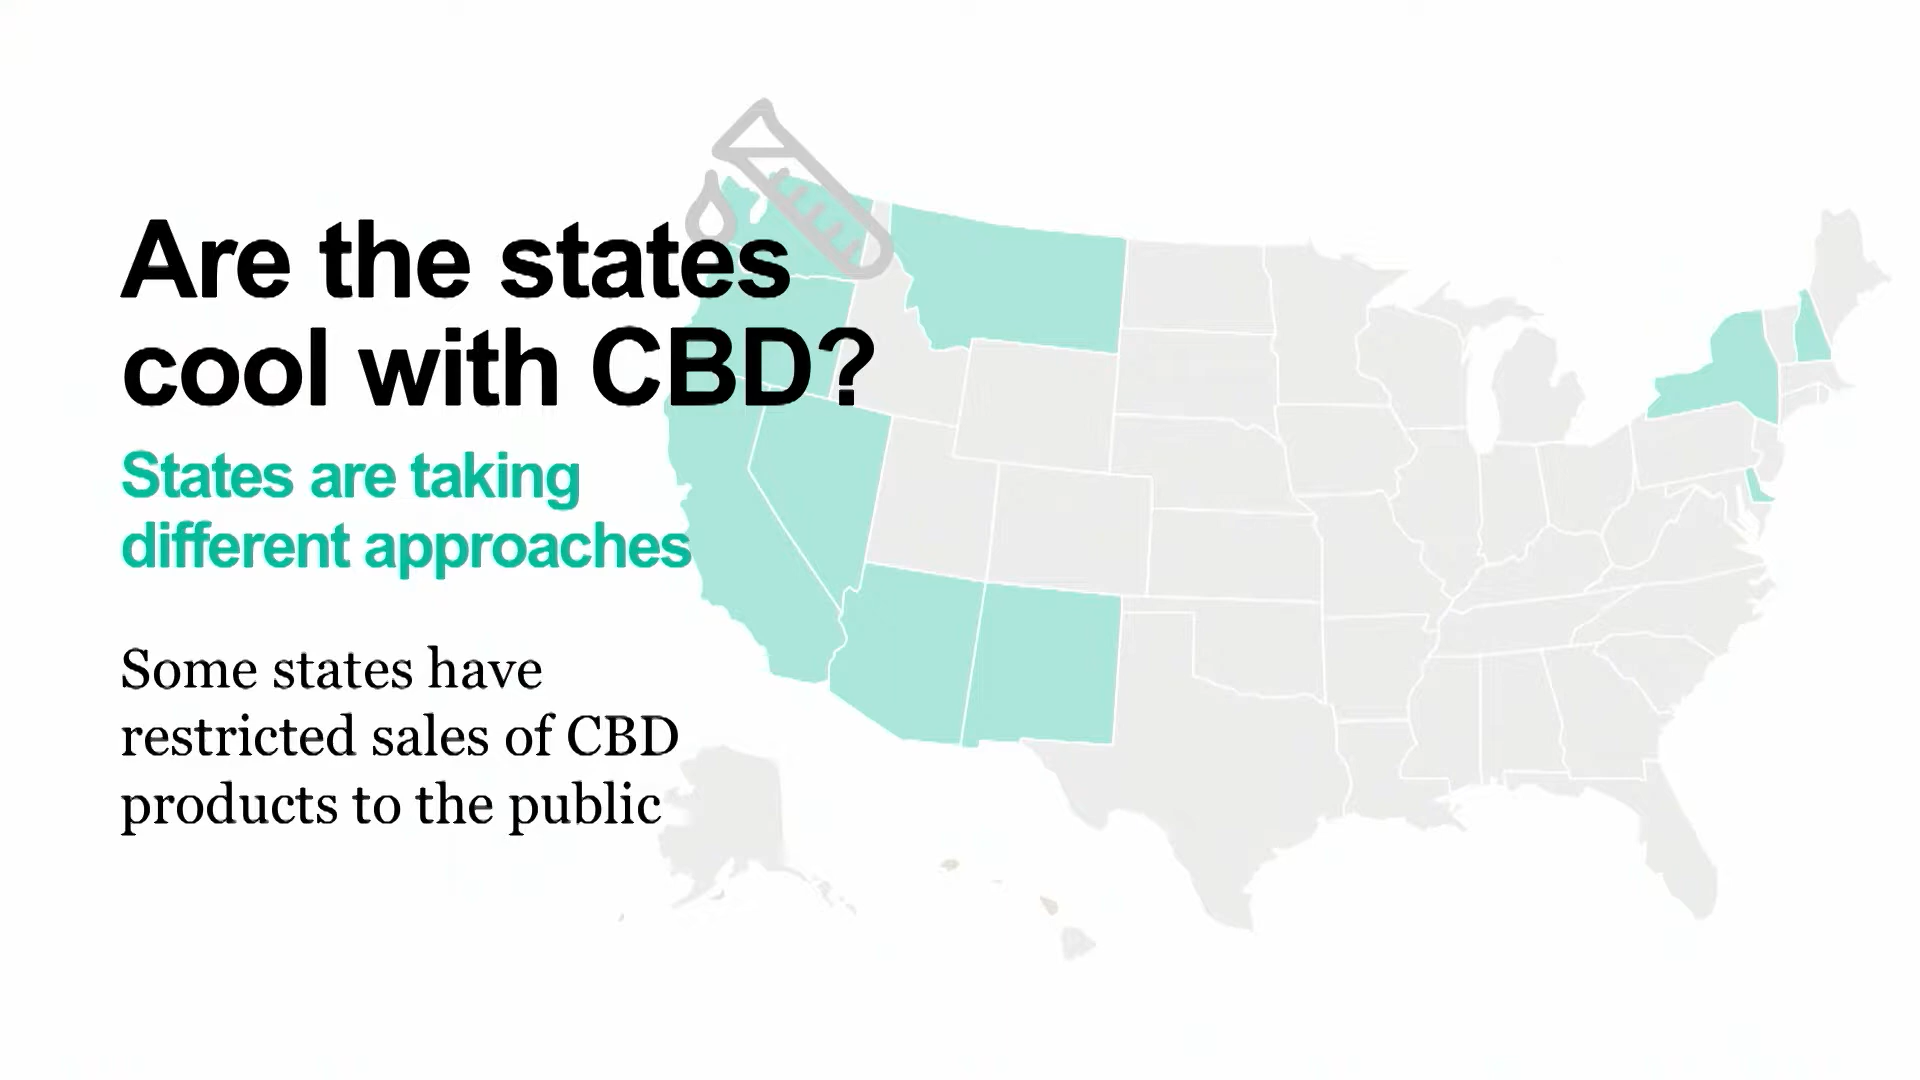 Are the states
cool with CBD?
States are taking
different approaches
Some states have
restricted sales of CBD
products to the public